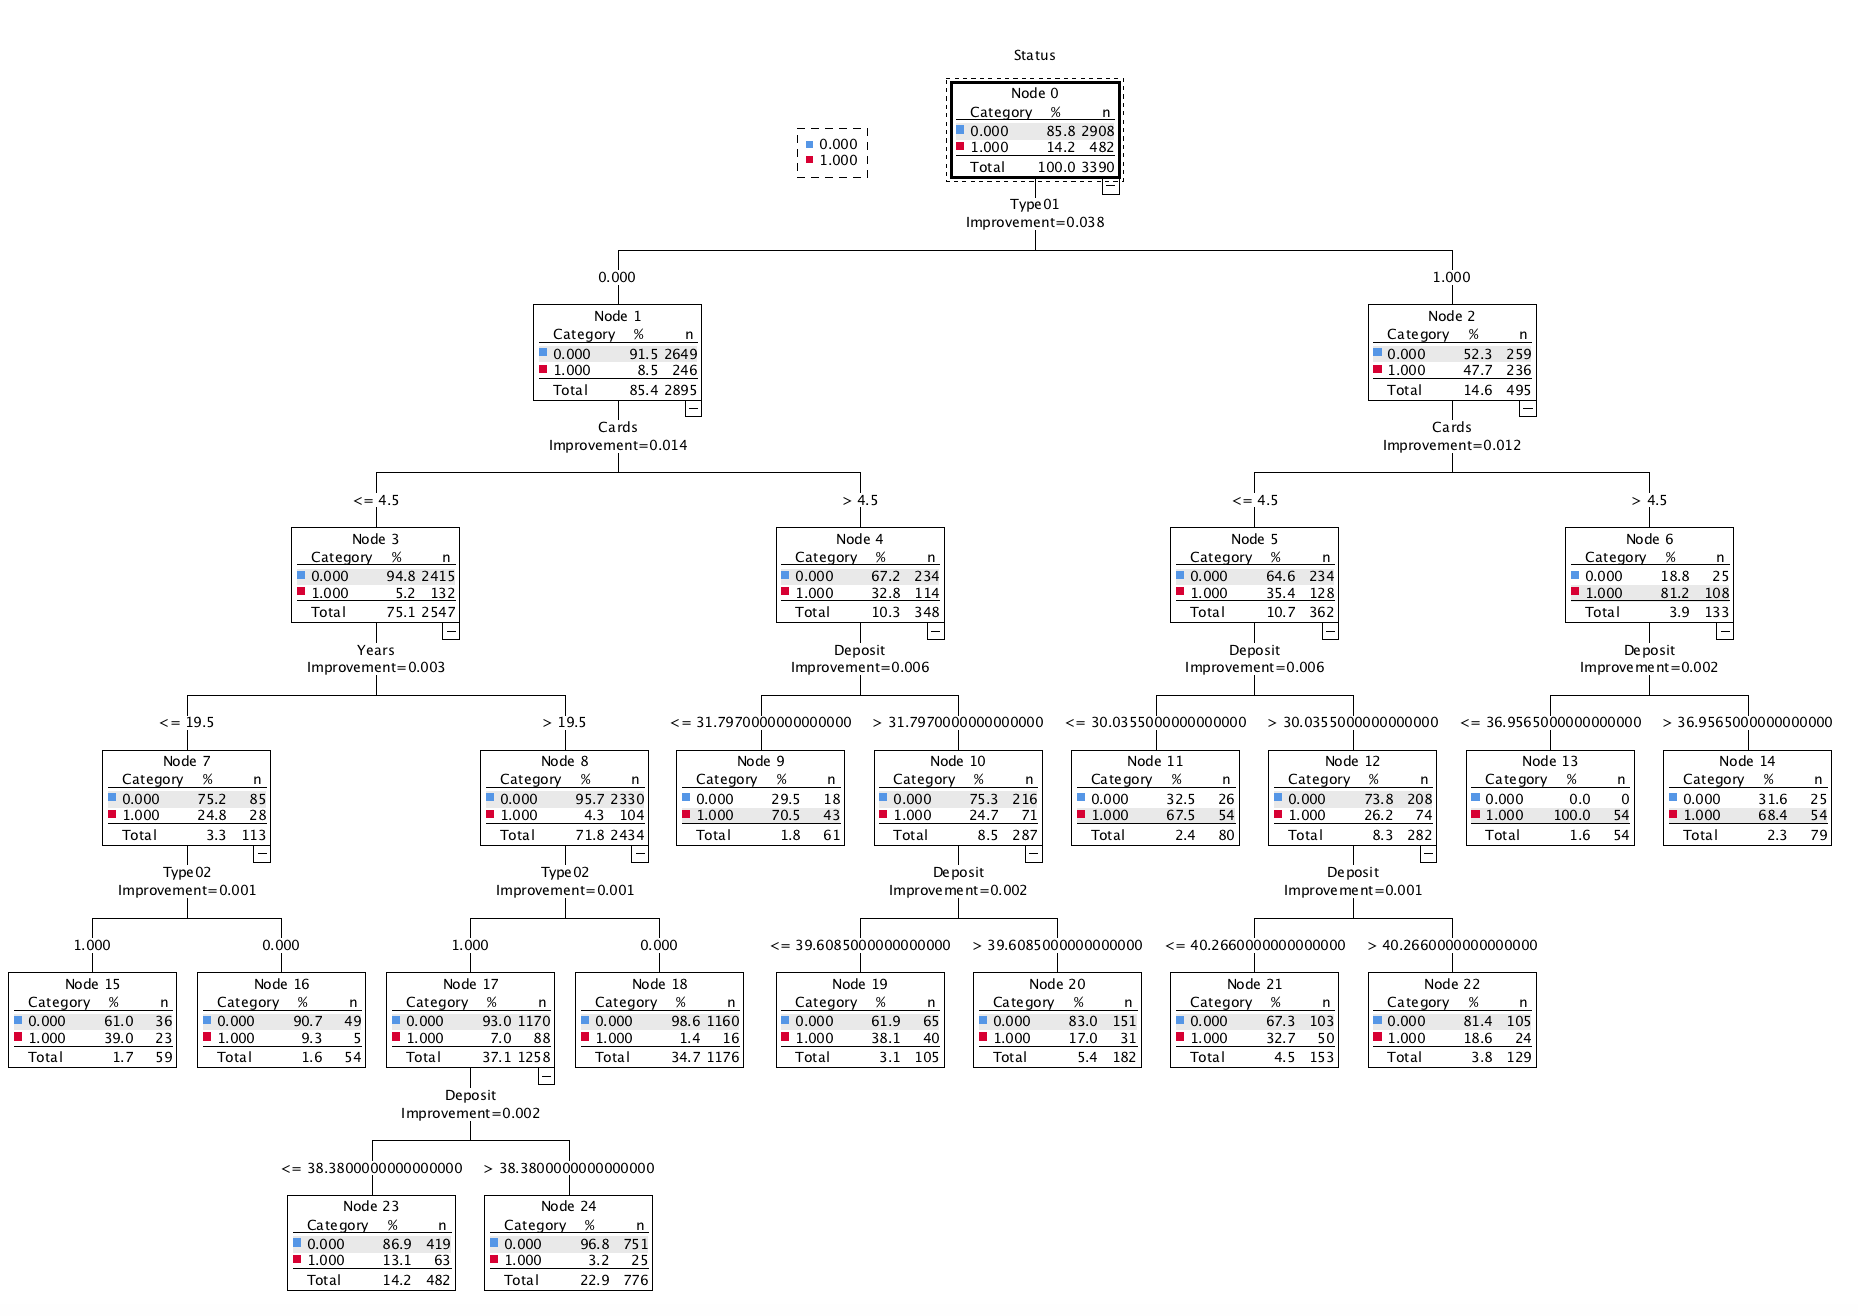 Status
Node 0
Category % n
0.000 85.8 2908
1.000 14.2 482
Total 100.0 3390
0.000
1.000
Type01
Improvement=0.038
0.000
1.000
Node 1
Category % n
0.000 91.5 2649
1.000 8.5 246
Total 85.4 2895
Node 2
Category % n
0.000 52.3 259
1.000 47.7 236
Total 14.6 495
Cards
Improvement=0.014
Cards
Improvement=0.012
<= 4.5
> 4.5
<= 4.5
> 4.5
Node 3
Category % n
0.000 94.8 2415
1.000 5.2 132
Total 75.1 2547
Node 4
Category % n
0.000 67.2 234
1.000 32.8 114
Total 10.3 348
Node 5
Category % n
0.000 64.6 234
1.000 35.4 128
Total 10.7 362
Node 6
Category % n
0.000 18.8 25
1.000 81.2 108
Total 3.9 133
Years
Improvement=0.003
Deposit
Improvement=0.006
Deposit
Improvement=0.006
Deposit
Improvement=0.002
<= 19.5
> 19.5
<= 31.7970000000000000
> 31.7970000000000000
<= 30.0355000000000000
> 30.0355000000000000
<= 36.9565000000000000
> 36.9565000000000000
Node 7
Category % n
0.000 75.2 85
1.000 24.8 28
Total 3.3 113
Node 8
Category % n
0.000 95.7 2330
1.000 4.3 104
Total 71.8 2434
Node 9
Category % n
0.000 29.5 18
1.000 70.5 43
Total 1.8 61
Node 10
Category % n
0.000 75.3 216
1.000 24.7 71
Total 8.5 287
Node 11
Category % n
0.000 32.5 26
1.000 67.5 54
Total 2.4 80
Node 12
Category % n
0.000 73.8 208
1.000 26.2 74
Total 8.3 282
Node 13
Category % n
0.000 0.0 0
1.000 100.0 54
Total 1.6 54
Node 14
Category % n
0.000 31.6 25
1.000 68.4 54
Total 2.3 79
Type02
Improvement=0.001
Type02
Improvement=0.001
Deposit
Improvement=0.002
Deposit
Improvement=0.001
1.000
0.000
1.000
0.000
<= 39.6085000000000000
> 39.6085000000000000
<= 40.2660000000000000
> 40.2660000000000000
Node 15
Category % n
0.000 61.0 36
1.000 39.0 23
Total 1.7 59
Node 16
Category % n
0.000 90.7 49
1.000 9.3 5
Total 1.6 54
Node 17
Category % n
0.000 93.0 1170
1.000 7.0 88
Total 37.1 1258
Node 18
Category % n
0.000 98.6 1160
1.000 1.4 16
Total 34.7 1176
Node 19
Category % n
0.000 61.9 65
1.000 38.1 40
Total 3.1 105
Node 20
Category % n
0.000 83.0 151
1.000 17.0 31
Total 5.4 182
Node 21
Category % n
0.000 67.3 103
1.000 32.7 50
Total 4.5 153
Node 22
Category % n
0.000 81.4 105
1.000 18.6 24
Total 3.8 129
Deposit
Improvement=0.002
<= 38.3800000000000000
> 38.3800000000000000
Node 23
Category % n
0.000 86.9 419
1.000 13.1 63
Total 14.2 482
Node 24
Category % n
0.000 96.8 751
1.000 3.2 25
Total 22.9 776